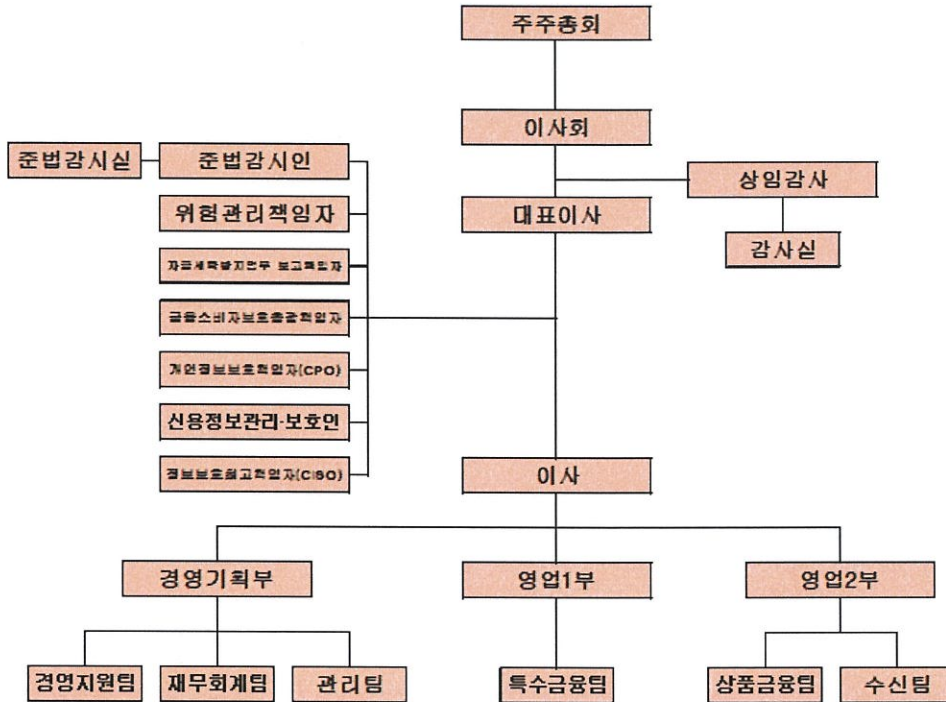 주주총회
이사회
준법감시실
준법감시인
상임감사
위험관리책임자
대표이사
감사실
자금세탁방지업무 보고책임자
금융소비자보호총괄책임자
개인정보보호책임자(CPO)
신용정보관리·보호인
정보보호최고책임자(CISO)
이사
경영기획부
영업1부
영업2부
경영지원팀
재무회계팀
관리팀
특수금융팀
상품금융팀
수신팀